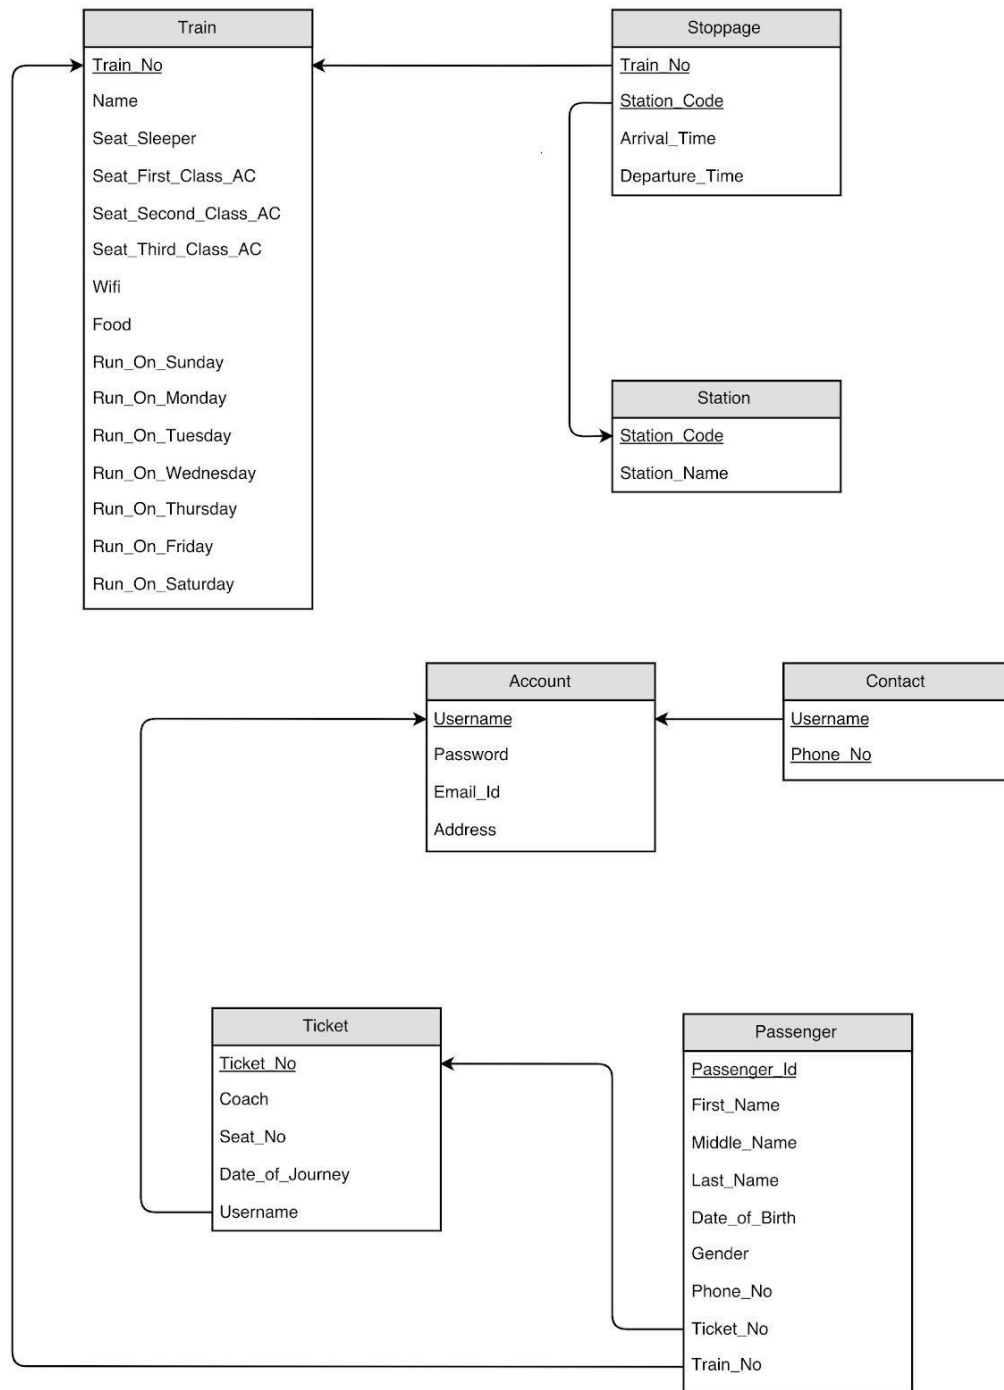 Train
Train_No
Name
Seat_Sleeper
Seat_First_Class_AC
Seat_Second_Class_AC
Seat_Third_Class_AC
Wifi
Food
Run_On_Sunday
Run_On_Monday
Run_On_Tuesday
Run_On_Wednesday
Run_On_Thursday
Run_On_Friday
Run_On_Saturday
Stoppage
Train_No
Station_Code
Arrival_Time
Departure_Time
Station
Station_Code
Station_Name
Account
Username
Password
Email_Id
Address
Contact
Username
Phone_No
Ticket
Ticket_No
Coach
Seat_No
Date_of_Journey
Username
Passenger
Passenger_Id
First_Name
Middle_Name
Last_Name
Date_of_Birth
Gender
Phone_No
Ticket_No
Train_No